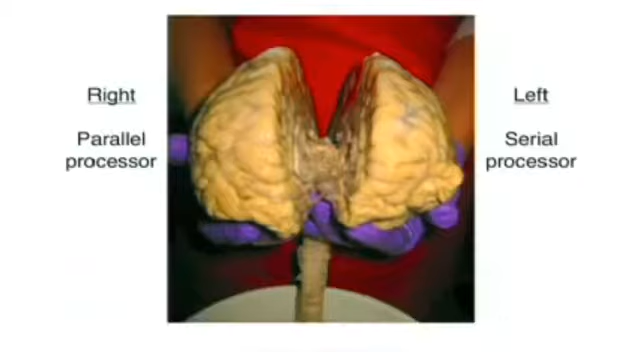 Right
Parallel
processor
Left
Serial
processor